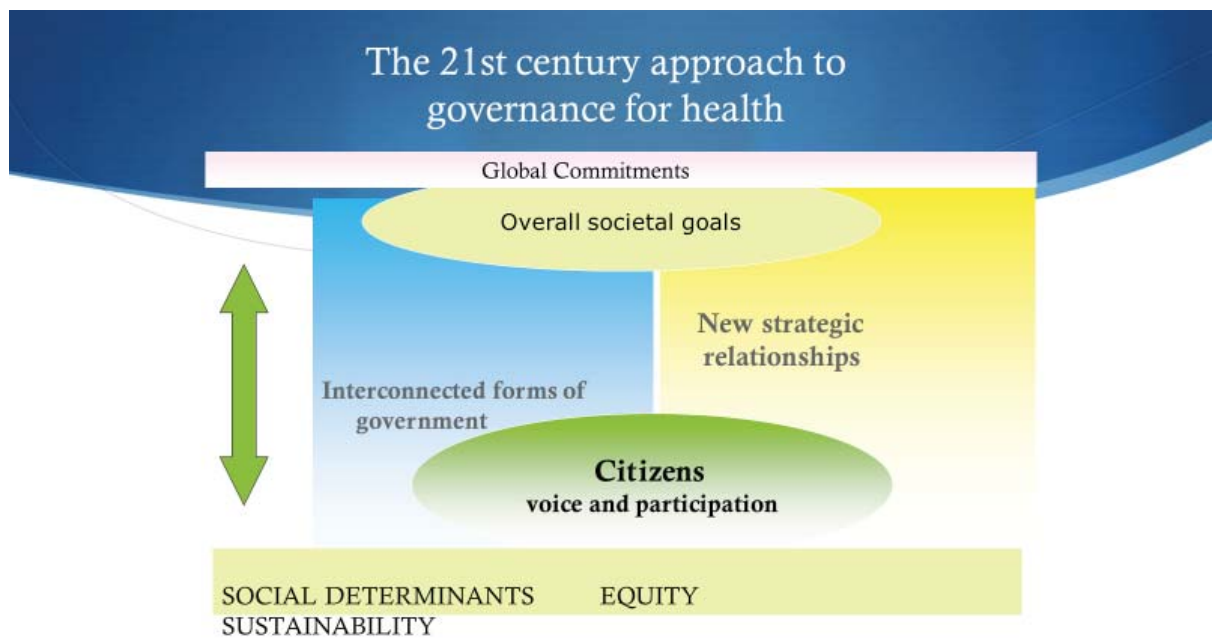 The 21st century approach to
governance for health
Global Commitments
Overall societal goals
New strategic
relationships
Interconnected forms of
government
Citizens
voice and participation
SOCIAL DETERMINANTS EQUITY
SUSTAINABILITY